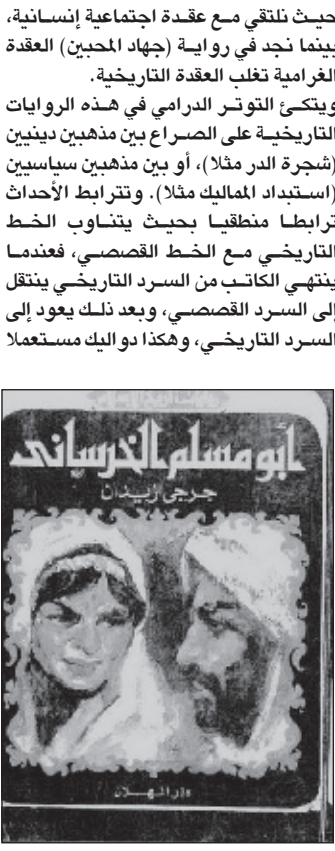 حيث نلتقي مع عقدة اجتماعية إنسانية،
بينما نجد في رواية (جهاد المحبين) العقدة
الغرامية تغلب العقدة التاريخية.
ويتكئ التوتر الدرامي في هذه الروايات
التاريخية على الصراع بين مذهبين دينيين
(شجرة الدر مثلا)، أو بين مذهبين سياسيين
(استبداد المماليك مثلا). وتترابط الأحداث
ترابطا منطقيا بحيث يتناوب الخط
التاريخي مع الخط القصصي، فعندما
ينتهي الكاتب من السرد التاريخي ينتقل
إلى السرد القصصي، وبعد ذلك يعود إلى
السرد التاريخي، وهكذا دواليك مستعملا
أبو مسلم الخرساني
جرجي زيدان
دار الهلال